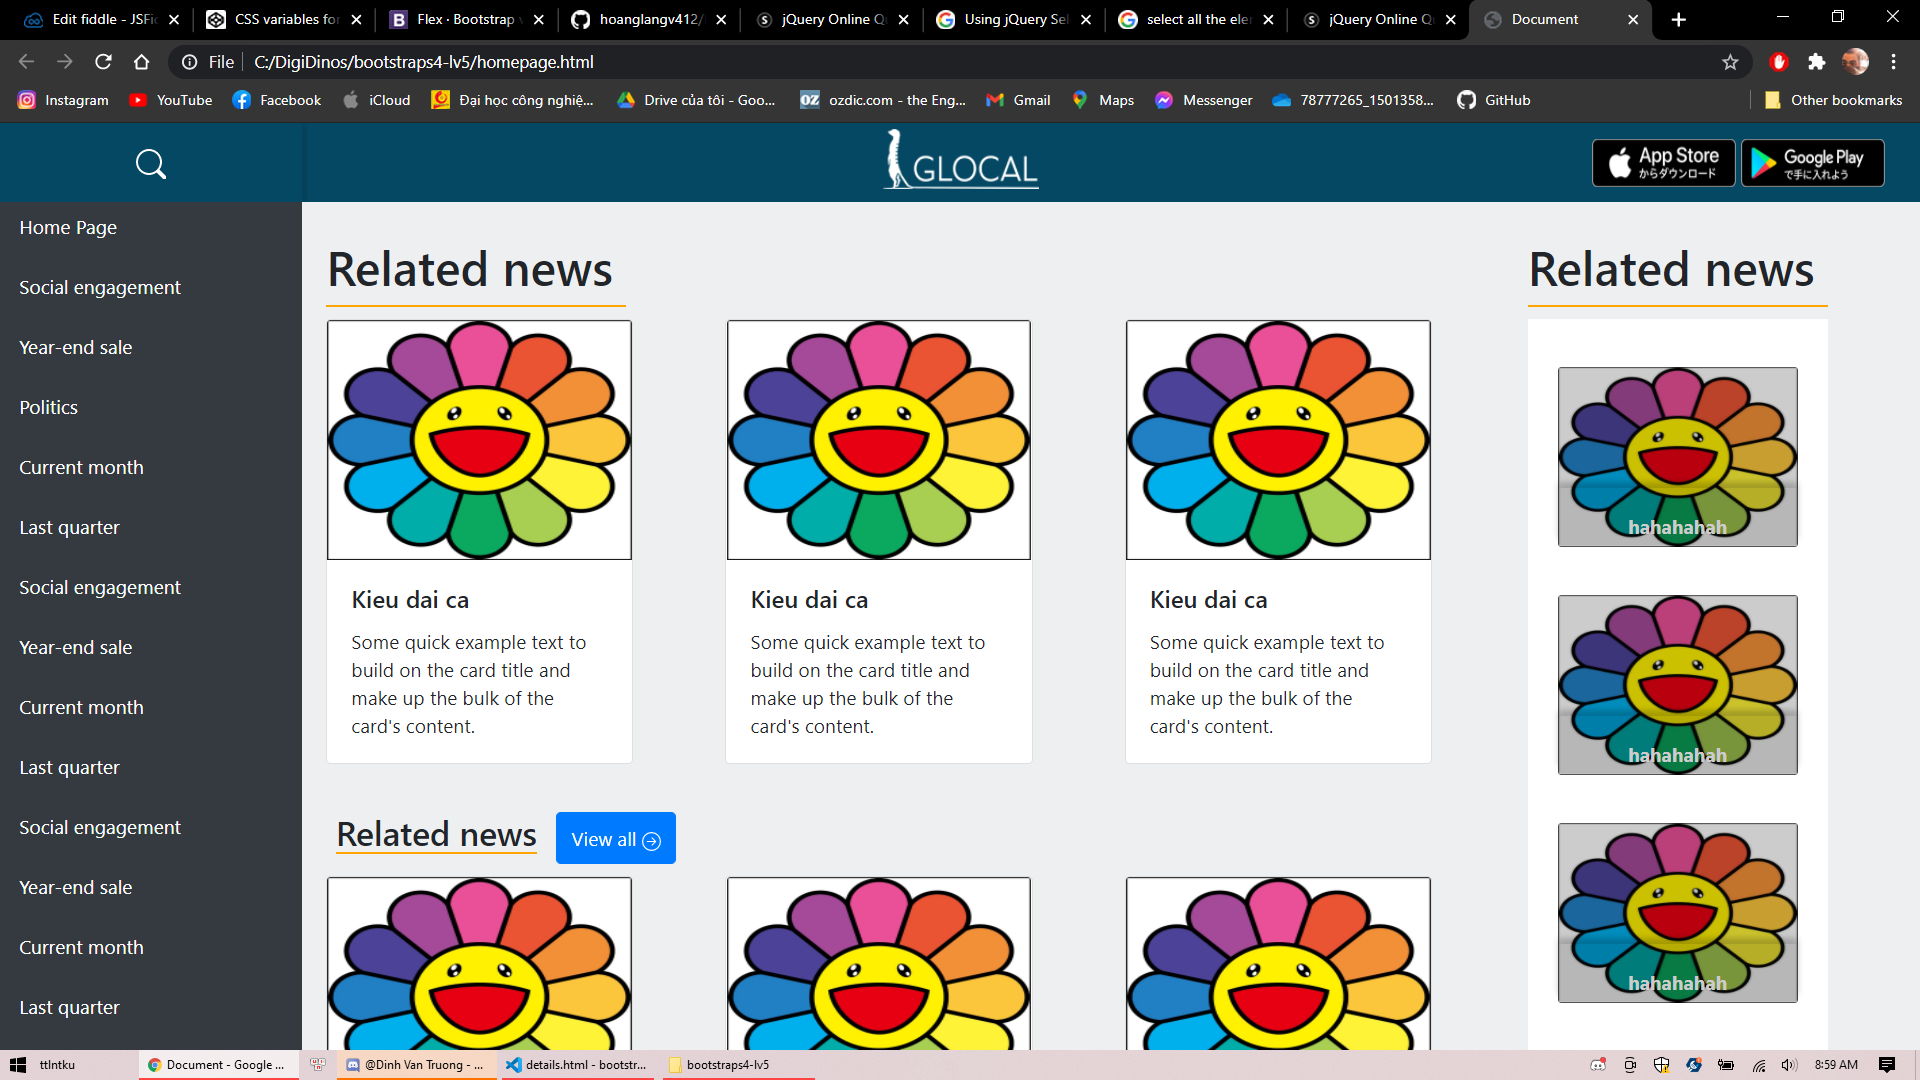 Edit fiddle - JSFi
CSS variables for
Flex · Bootstrap v
hoanglangv412/
jQuery Online Q
Using jQuery Sel
select all the ele
jQuery Online Q
Document
File
C:/DigiDinos/bootstraps4-lv5/homepage.html
Instagram
YouTube
Facebook
iCloud
Đại học công nghiệ...
Drive của tôi - Goo...
OZ
ozdic.com - the Eng...
Gmail
Maps
Messenger
78777265_1501358...
GitHub
Other bookmarks
GLOCAL
App Store
からダウンロード
Google Play
で手に入れよう
Home Page
Social engagement
Year-end sale
Politics
Current month
Last quarter
Social engagement
Year-end sale
Current month
Last quarter
Social engagement
Year-end sale
Current month
Last quarter
Related news
Kieu dai ca
Some quick example text to
build on the card title and
make up the bulk of the
card's content.
Kieu dai ca
Some quick example text to
build on the card title and
make up the bulk of the
card's content.
Kieu dai ca
Some quick example text to
build on the card title and
make up the bulk of the
card's content.
Related news
View all
Related news
hahahahah
hahahahah
hahahahah
ttlntku
Document - Google ...
@Dinh Van Truong - ...
details.html - bootstr...
bootstraps4-lv5
8:59 AM